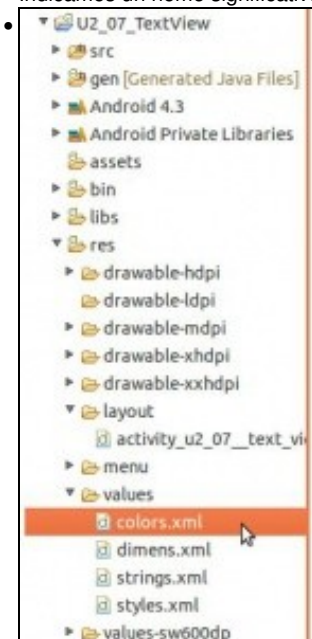 U2_07_TextView
src
gen [Generated Java Files]
Android 4.3
Android Private Libraries
assets
bin
libs
res
drawable-hdpi
drawable-ldpi
drawable-mdpi
drawable-xhdpi
drawable-xxhdpi
layout
activity_u2_07__text_vi
menu
values
colors.xml
dimens.xml
strings.xml
styles.xml
values-sw600dp